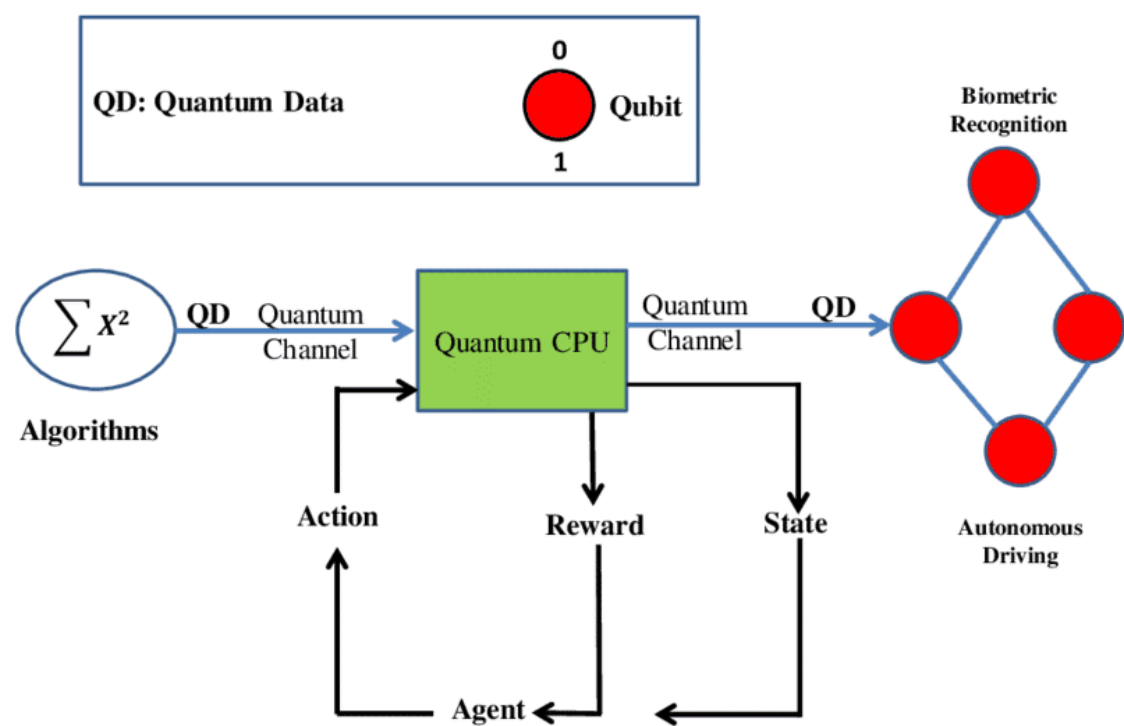 0
QD: Quantum Data
Qubit
1
Biometric
Recognition
∑ X²
QD
Quantum
Channel
Quantum CPU
Quantum
Channel
QD
Algorithms
Action
Reward
State
Autonomous
Driving
Agent